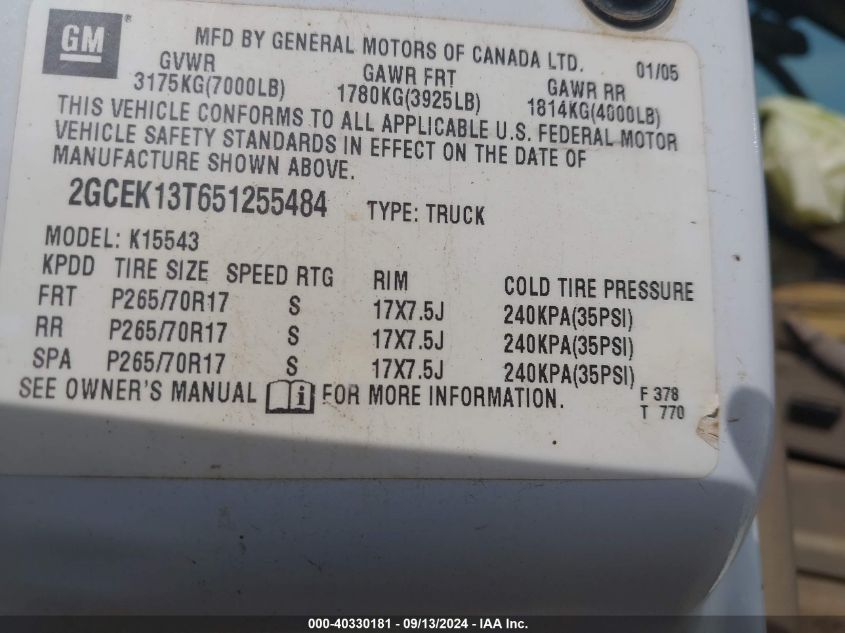 GM
MFD BY GENERAL MOTORS OF CANADA LTD. 01/05
GVWR GAWR FRT GAWR RR
3175KG(7000LB) 1780KG(3925LB) 1814KG(4000LB)
THIS VEHICLE CONFORMS TO ALL APPLICABLE U.S. FEDERAL MOTOR
VEHICLE SAFETY STANDARDS IN EFFECT ON THE DATE OF
MANUFACTURE SHOWN ABOVE.
2GCEK13T651255484 TYPE: TRUCK
MODEL: K15543
KPDD TIRE SIZE SPEED RTG RIM COLD TIRE PRESSURE
FRT P265/70R17 S 17X7.5J 240KPA(35PSI)
RR P265/70R17 S 17X7.5J 240KPA(35PSI)
SPA P265/70R17 S 17X7.5J 240KPA(35PSI)
SEE OWNER'S MANUAL i FOR MORE INFORMATION.
F 378
T 770
000-40330181 - 09/13/2024 - IAA Inc.